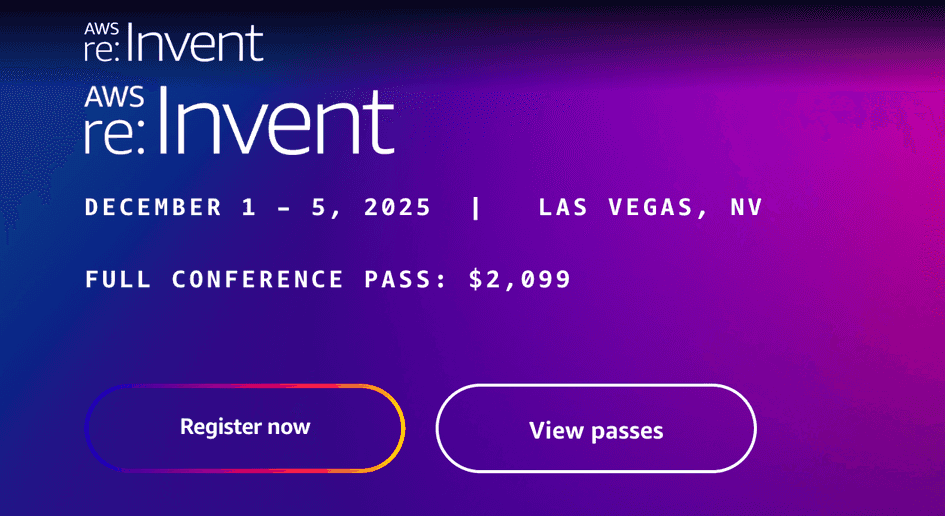 AWS
re:Invent
AWS
re:Invent
DECEMBER 1 – 5, 2025 | LAS VEGAS, NV
FULL CONFERENCE PASS: $2,099
Register now
View passes